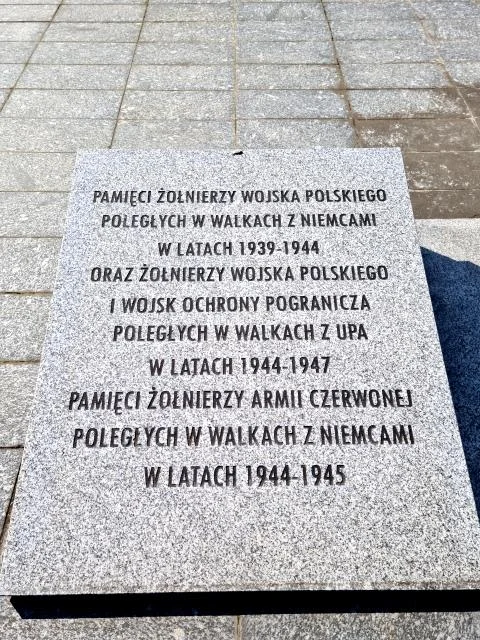 PAMIĘCI ŻOŁNIERZY WOJSKA POLSKIEGO
POLEGŁYCH W WALKACH Z NIEMCAMI
W LATACH 1939-1944
ORAZ ŻOŁNIERZY WOJSKA POLSKIEGO
I WOJSK OCHRONY POGRANICZA
POLEGŁYCH W WALKACH Z UPA
W LATACH 1944-1947
PAMIĘCI ŻOŁNIERZY ARMII CZERWONEJ
POLEGŁYCH W WALKACH Z NIEMCAMI
W LATACH 1944-1945